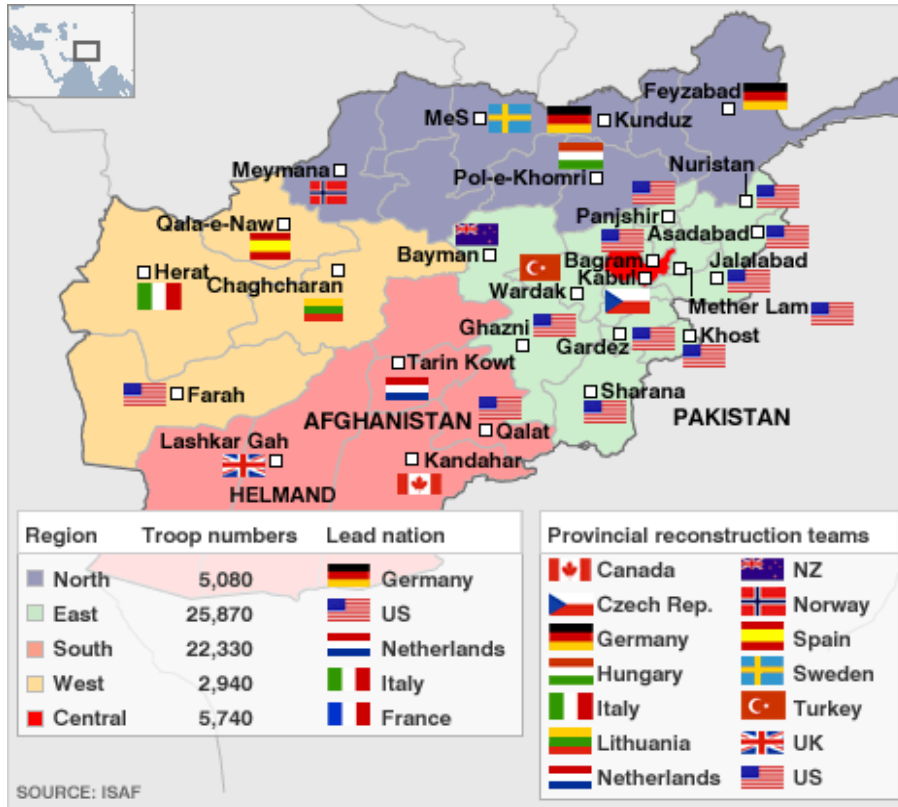 Feyzabad
MeS
Kunduz
Meymana
Pol-e-Khomri
Nuristan
Qala-e-Naw
Panjshir
Asadabad
Herat
Chaghcharan
Bayman
Bagram
Jalalabad
Kabul
Wardak
Mether Lam
Ghazni
Gardez
Khost
Tarin Kowt
Farah
Sharana
AFGHANISTAN
PAKISTAN
Qalat
Lashkar Gah
Kandahar
HELMAND
Region Troop numbers Lead nation
North 5,080 Germany
East 25,870 US
South 22,330 Netherlands
West 2,940 Italy
Central 5,740 France
Provincial reconstruction teams
Canada NZ
Czech Rep. Norway
Germany Spain
Hungary Sweden
Italy Turkey
Lithuania UK
Netherlands US
SOURCE: ISAF